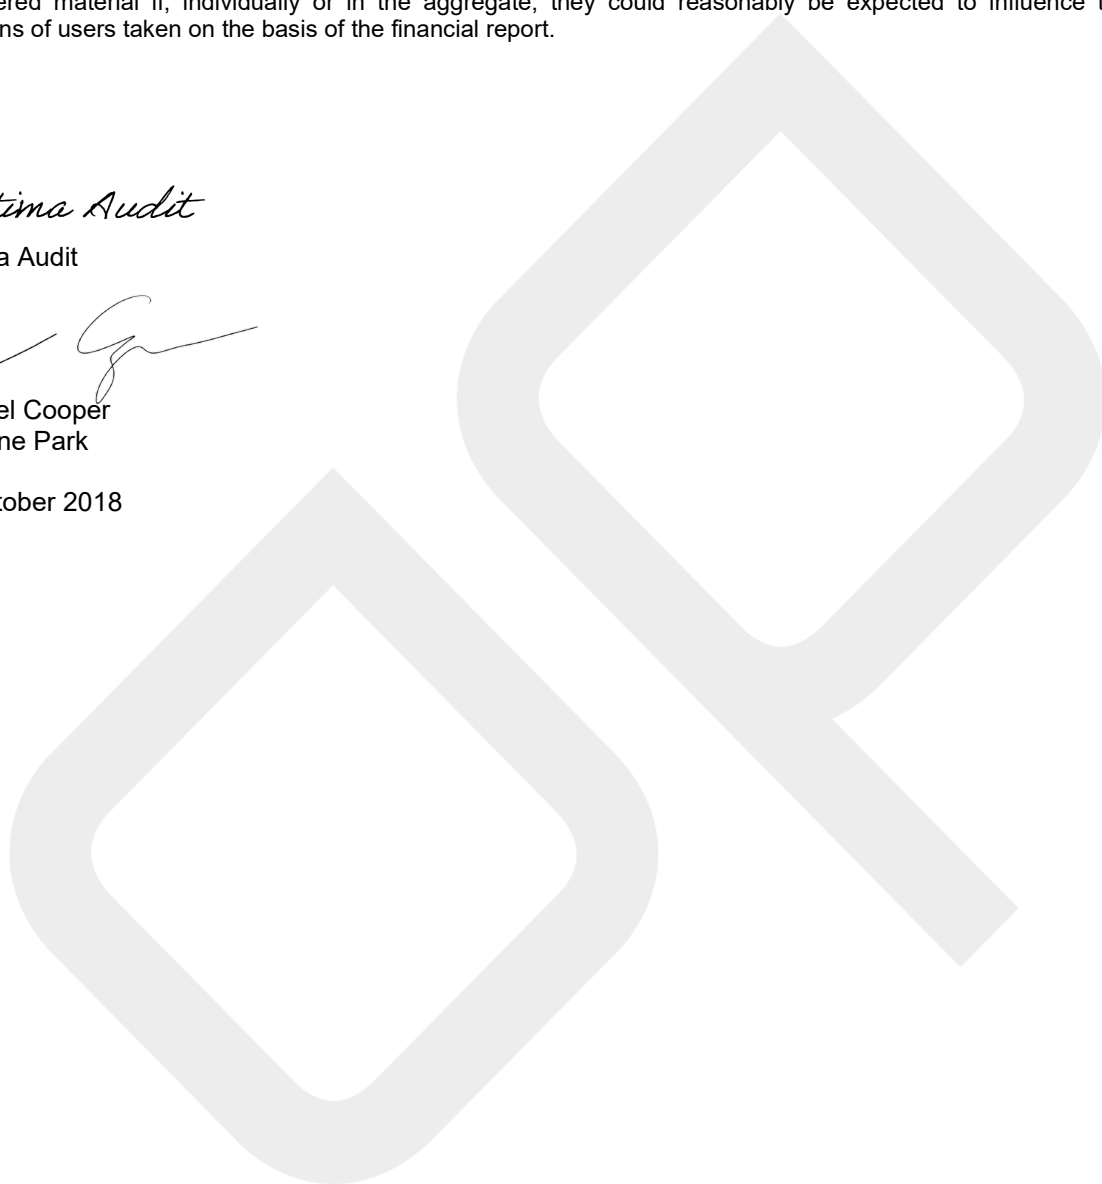 ered material if, individually or in the aggregate, they could reasonably be expected to influence t
ns of users taken on the basis of the financial report.
tima Audit
a Audit
el Cooper
ne Park
tober 2018